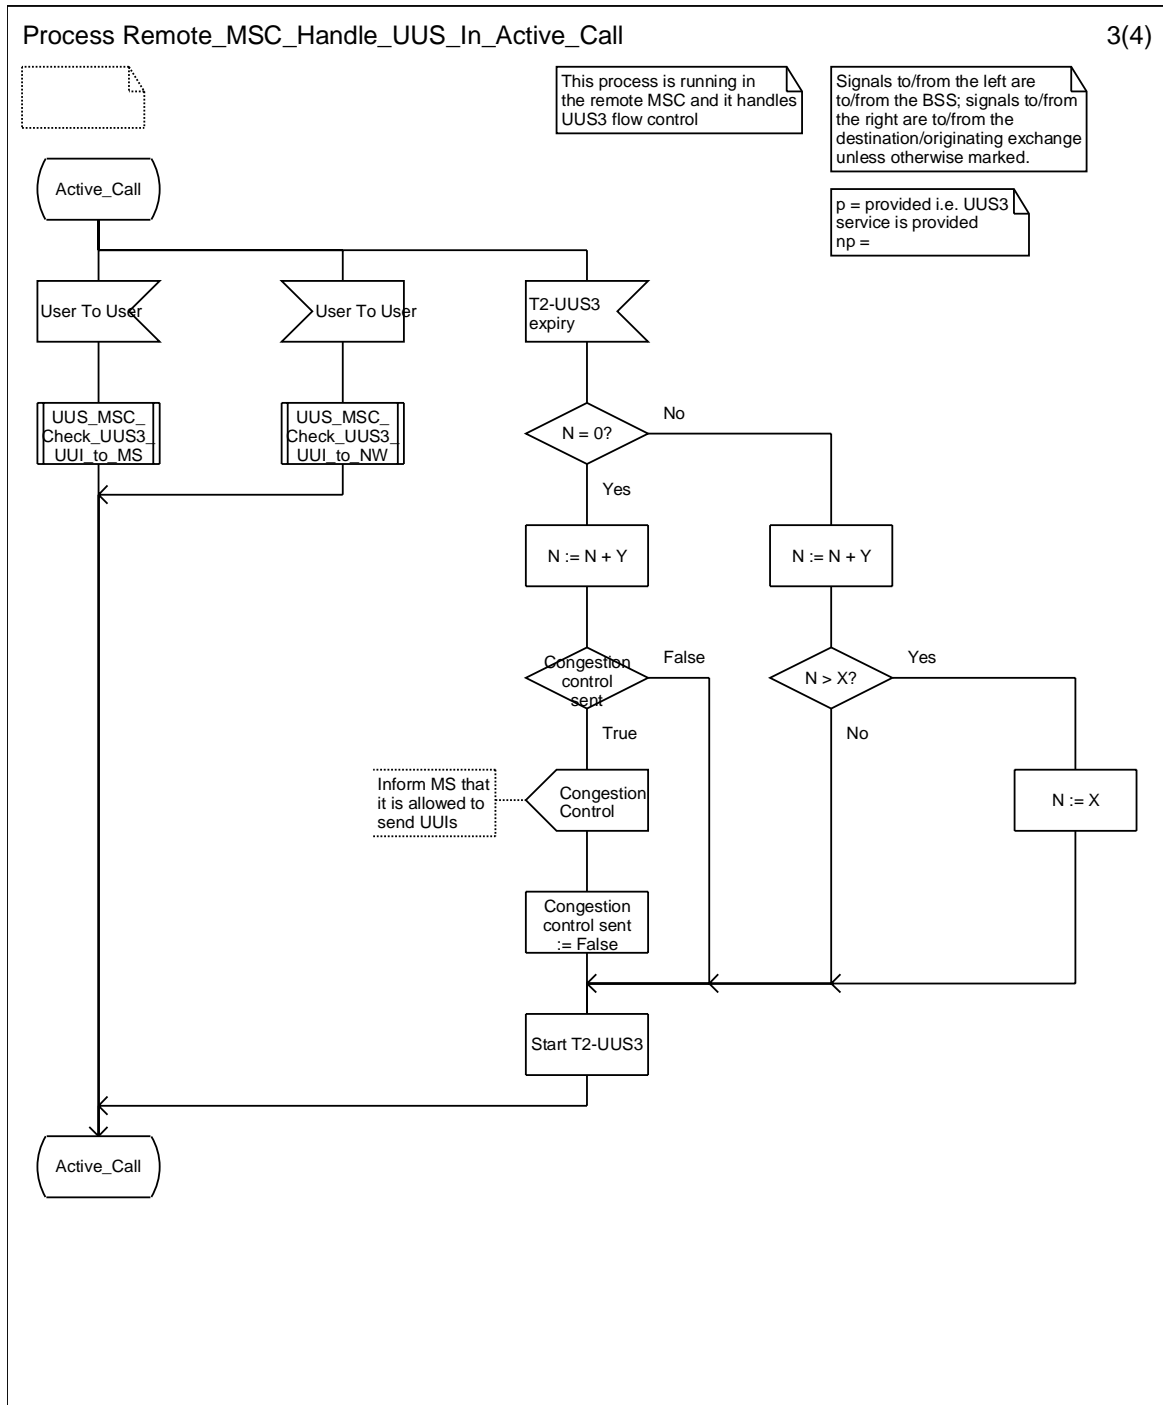 Process Remote_MSC_Handle_UUS_In_Active_Call
3(4)
This process is running in
the remote MSC and it handles
UUS3 flow control
Signals to/from the left are
to/from the BSS; signals to/from
the right are to/from the
destination/originating exchange
unless otherwise marked.
p = provided i.e. UUS3
service is provided
np =
Active_Call
User To User
User To User
T2-UUS3
expiry
UUS_MSC_
Check_UUS3_
UUI_to_MS
UUS_MSC_
Check_UUS3_
UUI_to_NW
N = 0?
No
Yes
N := N + Y
N := N + Y
Congestion
control
sent
False
True
N > X?
Yes
No
Inform MS that
it is allowed to
send UUIs
Congestion
Control
N := X
Congestion
control sent
:= False
Start T2-UUS3
Active_Call